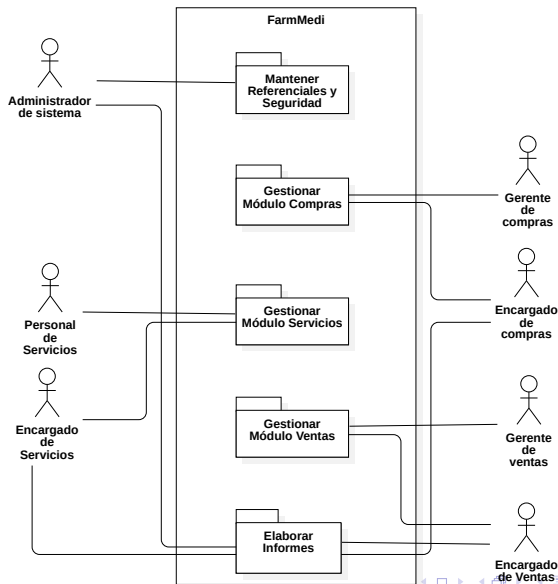 FarmMedi
Administrador
de sistema
Mantener
Referenciales y
Seguridad
Gestionar
Módulo Compras
Gerente
de
compras
Encargado
de
compras
Personal
de
Servicios
Gestionar
Módulo Servicios
Encargado
de
Servicios
Gestionar
Módulo Ventas
Gerente
de
ventas
Elaborar
Informes
Encargado
de Ventas